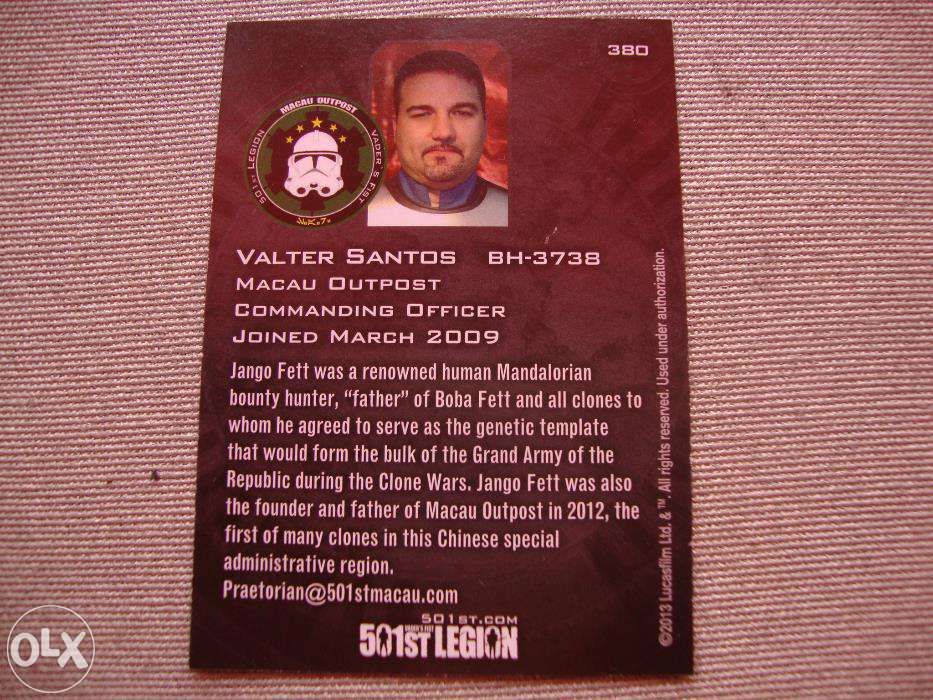 380
MACAU OUTPOST
501ST LEGION
VADER'S FIST
VALTER SANTOS BH-3738
MACAU OUTPOST
COMMANDING OFFICER
JOINED MARCH 2009
Jango Fett was a renowned human Mandalorian
bounty hunter, “father” of Boba Fett and all clones to
whom he agreed to serve as the genetic template
that would form the bulk of the Grand Army of the
Republic during the Clone Wars. Jango Fett was also
the founder and father of Macau Outpost in 2012, the
first of many clones in this Chinese special
administrative region.
Praetorian@501stmacau.com
501ST.COM
VADER'S FIST
501ST LEGION
©2013 Lucasfilm Ltd. & ™. All rights reserved. Used under authorization.
OLX